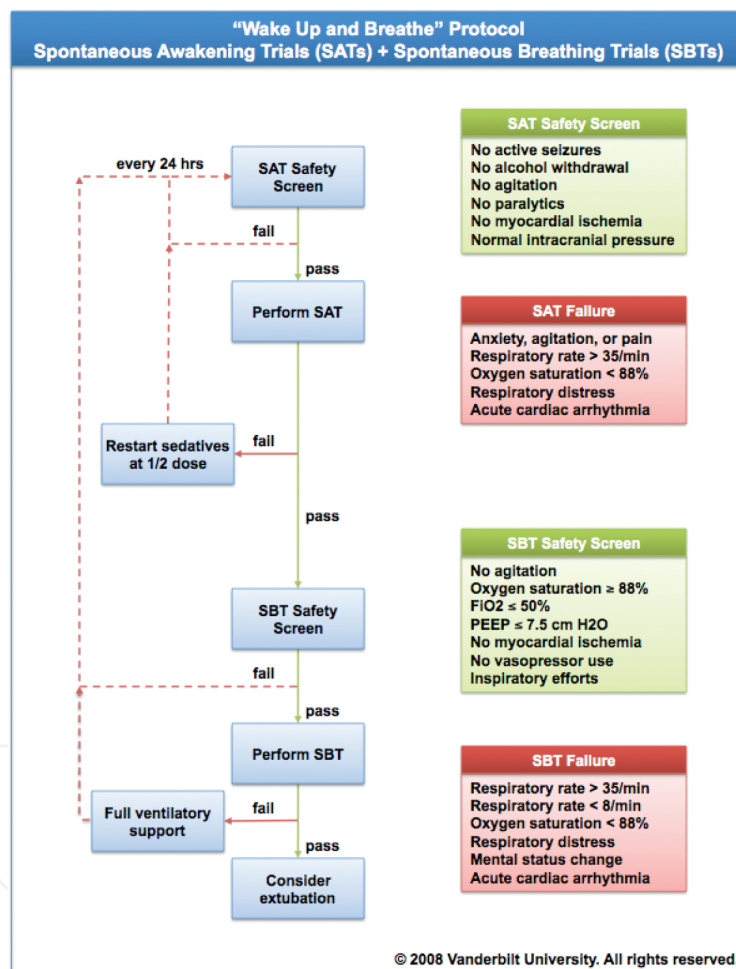 “Wake Up and Breathe” Protocol
Spontaneous Awakening Trials (SATs) + Spontaneous Breathing Trials (SBTs)
every 24 hrs
SAT Safety
Screen
fail
pass
Perform SAT
Restart sedatives
at 1/2 dose
fail
pass
SBT Safety
Screen
fail
pass
Perform SBT
Full ventilatory
support
fail
pass
Consider
extubation
SAT Safety Screen
No active seizures
No alcohol withdrawal
No agitation
No paralytics
No myocardial ischemia
Normal intracranial pressure
SAT Failure
Anxiety, agitation, or pain
Respiratory rate > 35/min
Oxygen saturation < 88%
Respiratory distress
Acute cardiac arrhythmia
SBT Safety Screen
No agitation
Oxygen saturation ≥ 88%
FiO2 ≤ 50%
PEEP ≤ 7.5 cm H2O
No myocardial ischemia
No vasopressor use
Inspiratory efforts
SBT Failure
Respiratory rate > 35/min
Respiratory rate < 8/min
Oxygen saturation < 88%
Respiratory distress
Mental status change
Acute cardiac arrhythmia
© 2008 Vanderbilt University. All rights reserved.